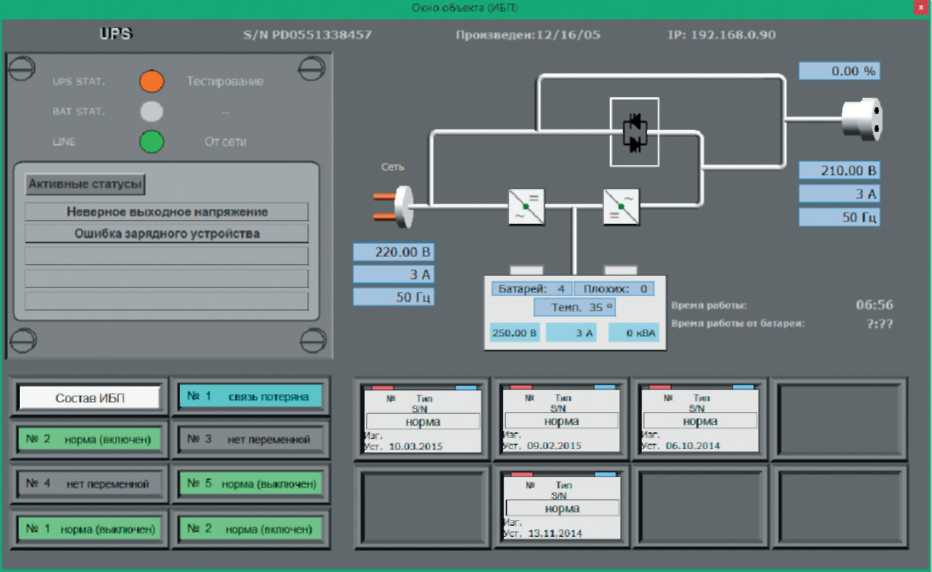 Окно объекта (ИБП)
x
UPS
S/N PD0551338457
Произведен:12/16/05
IP: 192.168.0.90
UPS STAT.
Тестирование
BAT STAT.
--
LINE
От сети
Активные статусы
Неверное выходное напряжение
Ошибка зарядного устройства
Сеть
220.00 В
3 А
50 Гц
0.00 %
210.00 В
3 А
50 Гц
Батарей: 4 Плохих: 0
Темп. 35 º
250.00 В 3 А 0 кВА
Время работы: 06:56
Время работы от батареи: ?:??
Состав ИБП
№ 1 связь потеряна
№ 2 норма (включен)
№ 3 нет переменной
№ 4 нет переменной
№ 5 норма (выключен)
№ 1 норма (выключен)
№ 2 норма (включен)
№ Тип
S/N
норма
Изг.
Уст. 10.03.2015
№ Тип
S/N
норма
Изг.
Уст. 09.02.2015
№ Тип
S/N
норма
Изг.
Уст. 06.10.2014
№ Тип
S/N
норма
Изг.
Уст. 13.11.2014